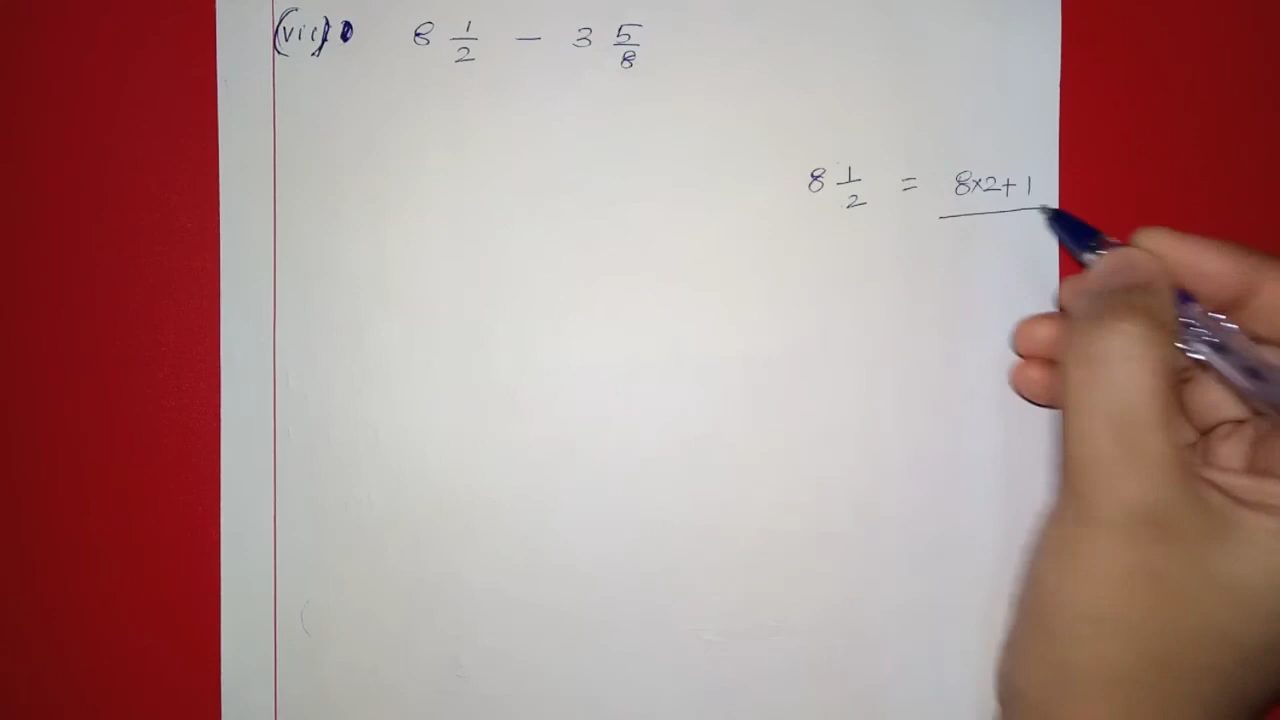 (vii) 8 1/2 - 3 5/8
8 1/2 = 8×2+1